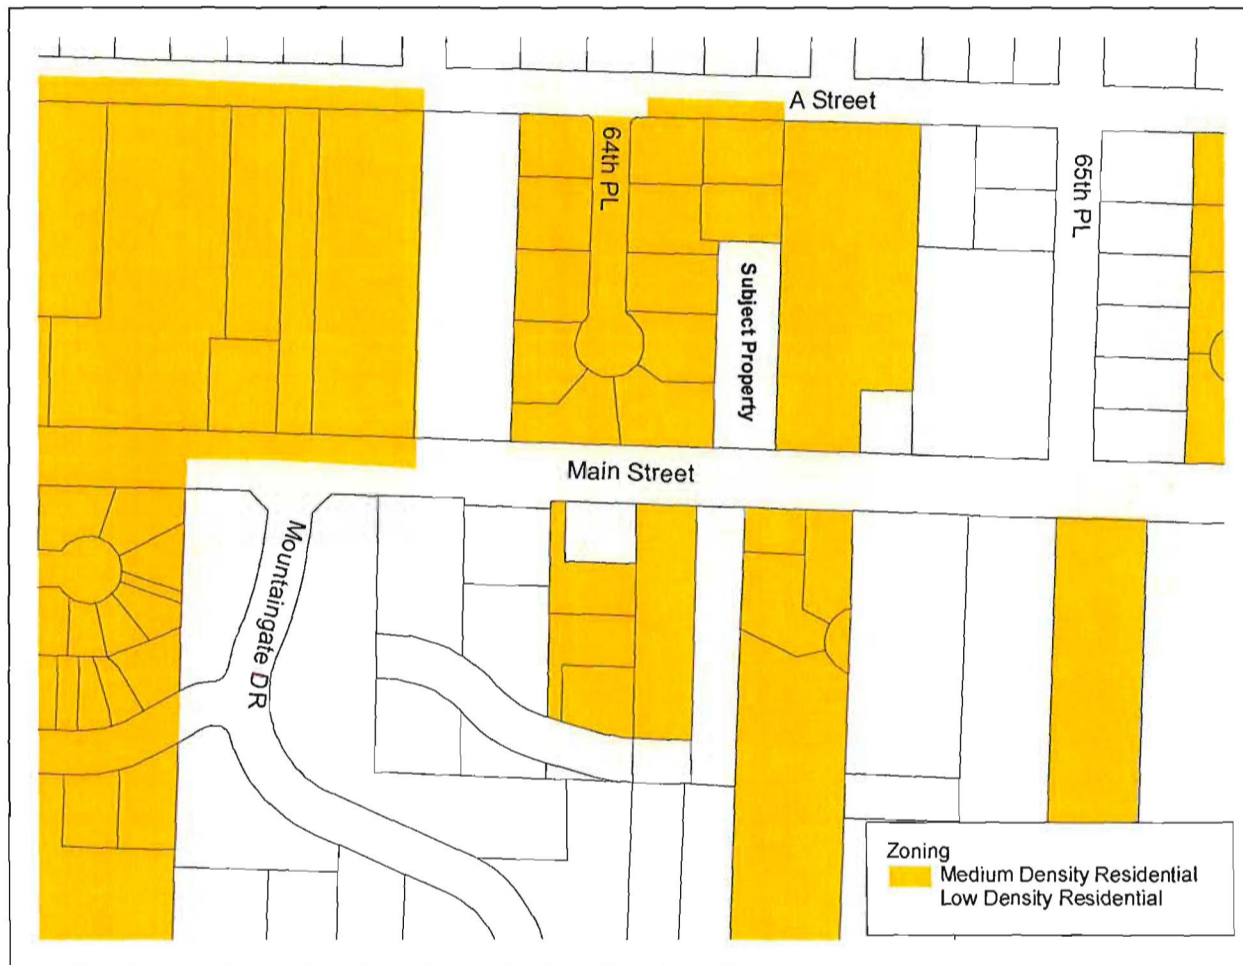 A Street
64th PL
65th PL
Subject Property
Main Street
Mountaingate DR
Zoning
Medium Density Residential
Low Density Residential